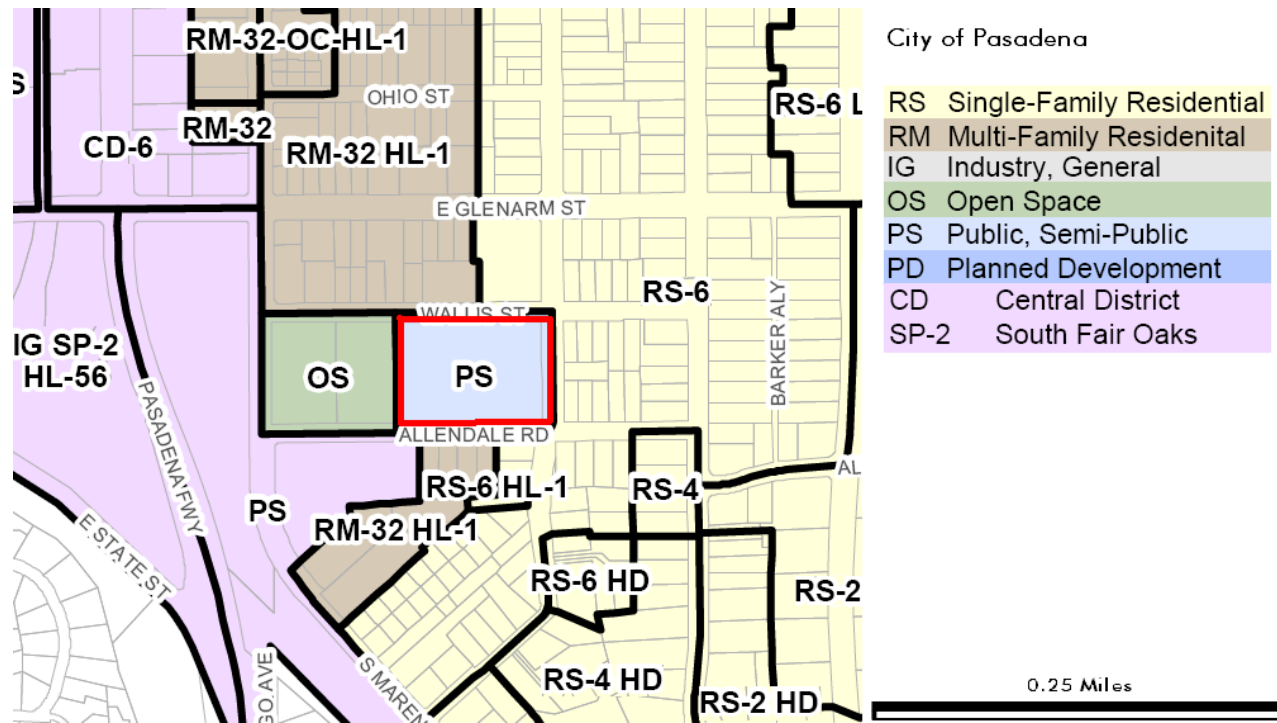 RM-32-OC-HL-1
OHIO ST
S
RM-32
CD-6
RM-32 HL-1
RS-6 L
E GLENARM ST
RS-6
BARKER ALY
WALLIS ST
IG SP-2
HL-56
OS
PS
PASADENA FWY
ALLENDALE RD
AL
RS-6 HL-1
RS-4
PS
RM-32 HL-1
E STATE ST
RS-6 HD
RS-2
S MAREN
GO AVE
RS-4 HD
RS-2 HD
City of Pasadena
RS Single-Family Residential
RM Multi-Family Residenital
IG Industry, General
OS Open Space
PS Public, Semi-Public
PD Planned Development
CD Central District
SP-2 South Fair Oaks
0.25 Miles